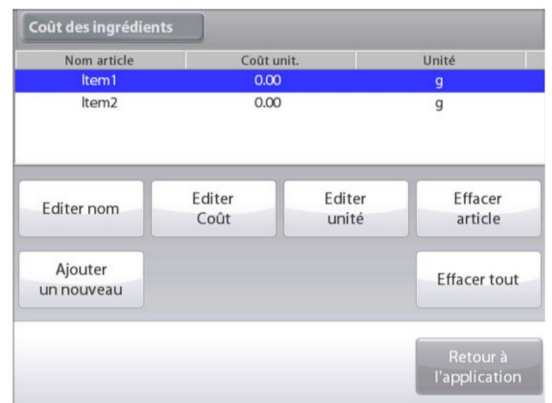 Coût des ingrédients
Nom article Coût unit. Unité
Item1 0.00 g
Item2 0.00 g
Editer nom
Editer
Coût
Editer
unité
Effacer
article
Ajouter
un nouveau
Effacer tout
Retour à
l'application